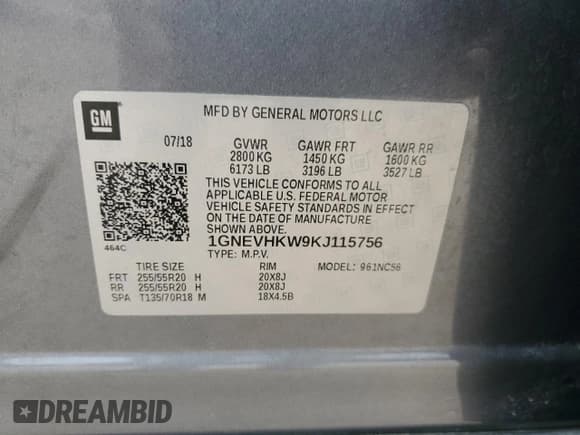 GM
MFD BY GENERAL MOTORS LLC
07/18 GVWR GAWR FRT GAWR RR
2800 KG 1450 KG 1600 KG
6173 LB 3196 LB 3527 LB
THIS VEHICLE CONFORMS TO ALL
APPLICABLE U.S. FEDERAL MOTOR
VEHICLE SAFETY STANDARDS IN EFFECT
ON THE DATE OF MANUFACTURE
SHOWN ABOVE.
464C
1GNEVHKW9KJ115756
TYPE: M.P.V. MODEL: 961NC56
TIRE SIZE RIM
FRT 255/55R20 H 20X8J
RR 255/55R20 H 20X8J
SPA T135/70R18 M 18X4.5B
DREAMBID